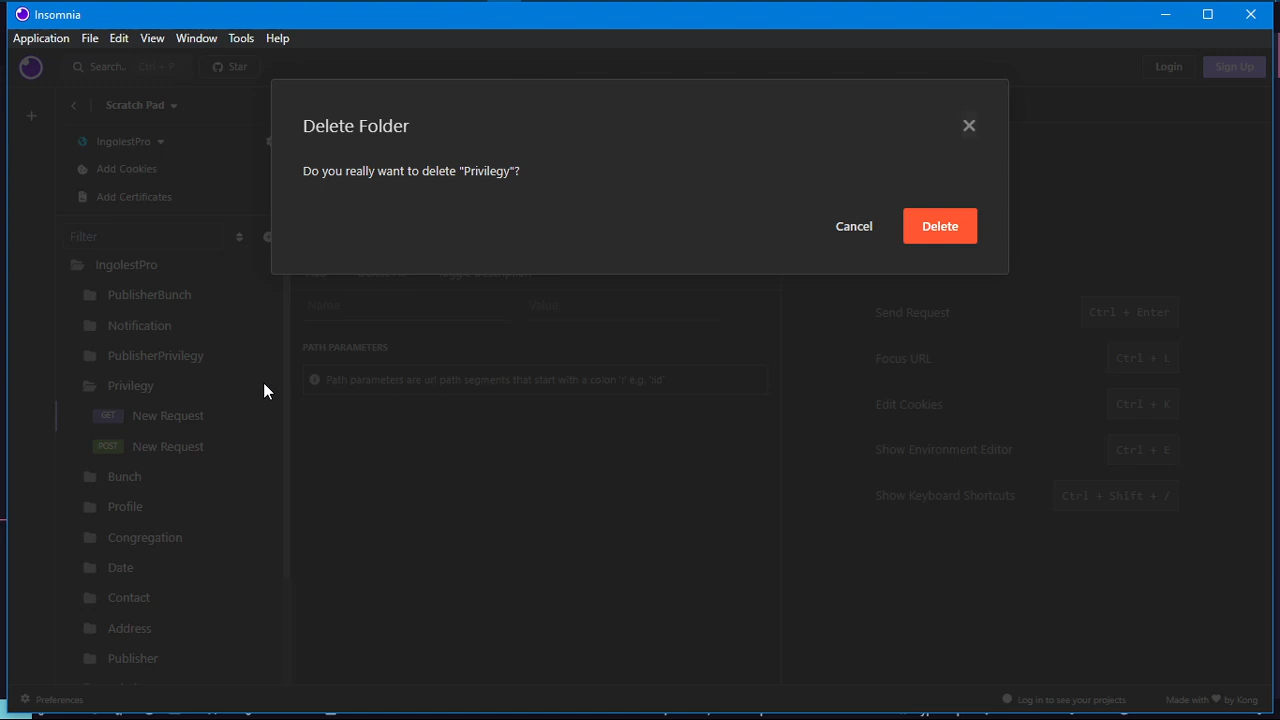 Insomnia
Application File Edit View Window Tools Help
Search.. Ctrl + P Star Login Sign Up
Scratch Pad
IngolestPro
Add Cookies
Add Certificates
Delete Folder
Do you really want to delete "Privilegy"?
Cancel Delete
Filter
IngolestPro
PublisherBunch
Notification
PublisherPrivilegy
Privilegy
GET New Request
POST New Request
Bunch
Profile
Congregation
Date
Contact
Address
Publisher
Name Value
PATH PARAMETERS
Path parameters are url path segments that start with a colon ':' e.g. ':id'
Send Request Ctrl + Enter
Focus URL Ctrl + L
Edit Cookies Ctrl + K
Show Environment Editor Ctrl + E
Show Keyboard Shortcuts Ctrl + Shift + /
Preferences
Log in to see your projects
Made with ♥ by Kong